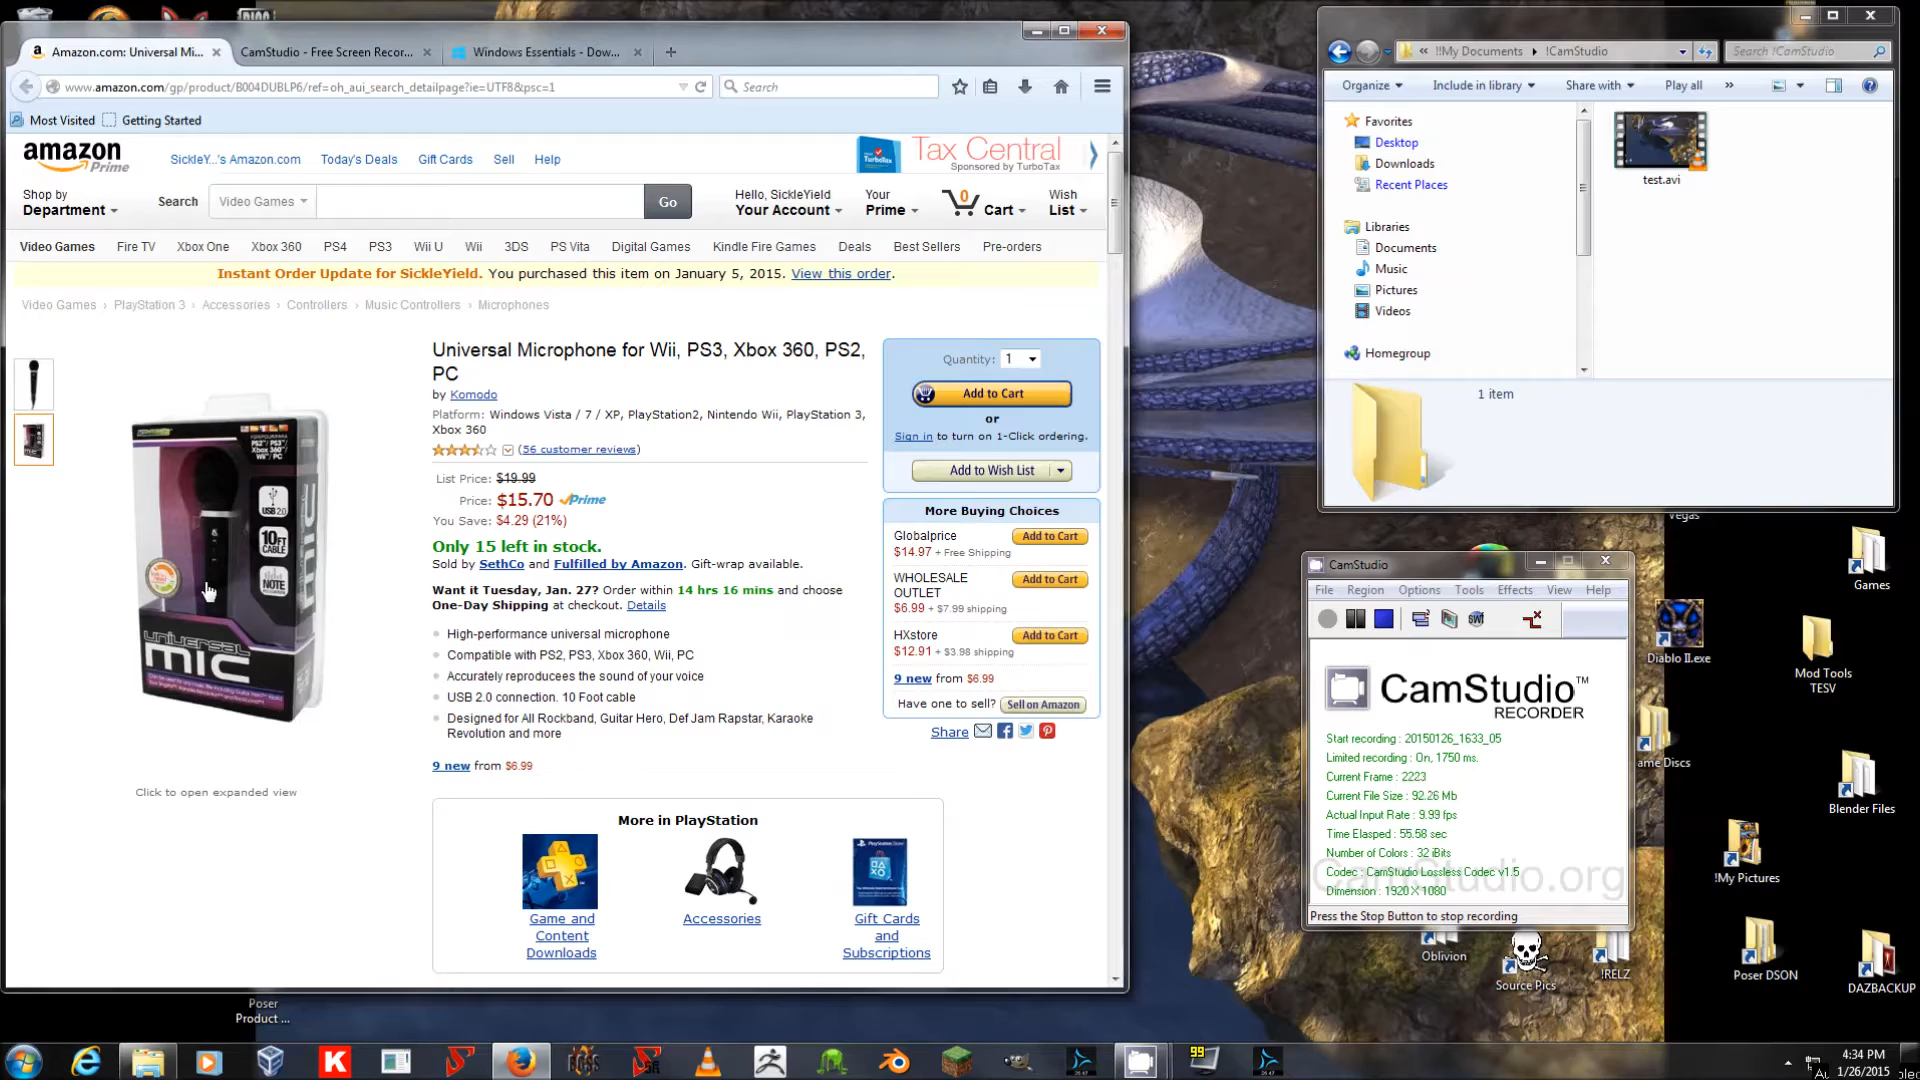 Amazon.com: Universal Mi...
CamStudio - Free Screen Recor...
Windows Essentials - Dow...
www.amazon.com/gp/product/B004DUBLP6/ref=oh_aui_search_detailpage?ie=UTF8&psc=1
Search
Most Visited
Getting Started
amazon
Prime
SickleY...'s Amazon.com
Today's Deals
Gift Cards
Sell
Help
TurboTax
Tax Central
Sponsored by TurboTax
Shop by
Department
Search
Video Games
Go
Hello, SickleYield
Your Account
Your
Prime
0
Cart
Wish
List
Video Games
Fire TV
Xbox One
Xbox 360
PS4
PS3
Wii U
Wii
3DS
PS Vita
Digital Games
Kindle Fire Games
Deals
Best Sellers
Pre-orders
Instant Order Update for SickleYield. You purchased this item on January 5, 2015. View this order.
Video Games › PlayStation 3 › Accessories › Controllers › Music Controllers › Microphones
Universal Microphone for Wii, PS3, Xbox 360, PS2,
PC
by Komodo
Platform: Windows Vista / 7 / XP, PlayStation2, Nintendo Wii, PlayStation 3,
Xbox 360
(56 customer reviews)
List Price: $19.99
Price: $15.70 Prime
You Save: $4.29 (21%)
Only 15 left in stock.
Sold by SethCo and Fulfilled by Amazon. Gift-wrap available.
Want it Tuesday, Jan. 27? Order within 14 hrs 16 mins and choose
One-Day Shipping at checkout. Details
High-performance universal microphone
Compatible with PS2, PS3, Xbox 360, Wii, PC
Accurately reproduces the sound of your voice
USB 2.0 connection. 10 Foot cable
Designed for All Rockband, Guitar Hero, Def Jam Rapstar, Karaoke
Revolution and more
9 new from $6.99
PS2 PS3
Xbox 360
Wii PC
USB 2.0
10FT
CABLE
NOTE
mic
universal
mic
Click to open expanded view
Quantity: 1
Add to Cart
or
Sign in to turn on 1-Click ordering.
Add to Wish List
More Buying Choices
Globalprice
$14.97 + Free Shipping
Add to Cart
WHOLESALE
OUTLET
$6.99 + $7.99 shipping
Add to Cart
HXstore
$12.91 + $3.98 shipping
Add to Cart
9 new from $6.99
Have one to sell? Sell on Amazon
Share
More in PlayStation
Game and
Content
Downloads
Accessories
Gift Cards
and
Subscriptions
« !!My Documents !CamStudio
Search !CamStudio
Organize
Include in library
Share with
Play all
»
Favorites
Desktop
Downloads
Recent Places
Libraries
Documents
Music
Pictures
Videos
Homegroup
test.avi
1 item
CamStudio
File
Region
Options
Tools
Effects
View
Help
SWF
CamStudio™
RECORDER
Start recording : 20150126_1633_05
Limited recording : On, 1750 ms.
Current Frame : 2223
Current File Size : 92.26 Mb
Actual Input Rate : 9.99 fps
Time Elasped : 55.58 sec
Number of Colors : 32 iBits
Codec : CamStudio Lossless Codec v1.5
Dimension : 1920 X 1080
CamStudio.org
Press the Stop Button to stop recording
Vegas
Games
Diablo II.exe
Mod Tools
TESV
ame Discs
Blender Files
!My Pictures
Oblivion
Source Pics
!RELZ
Poser DSON
DAZBACKUP
Poser
Product ...
K
99
4:34 PM
1/26/2015